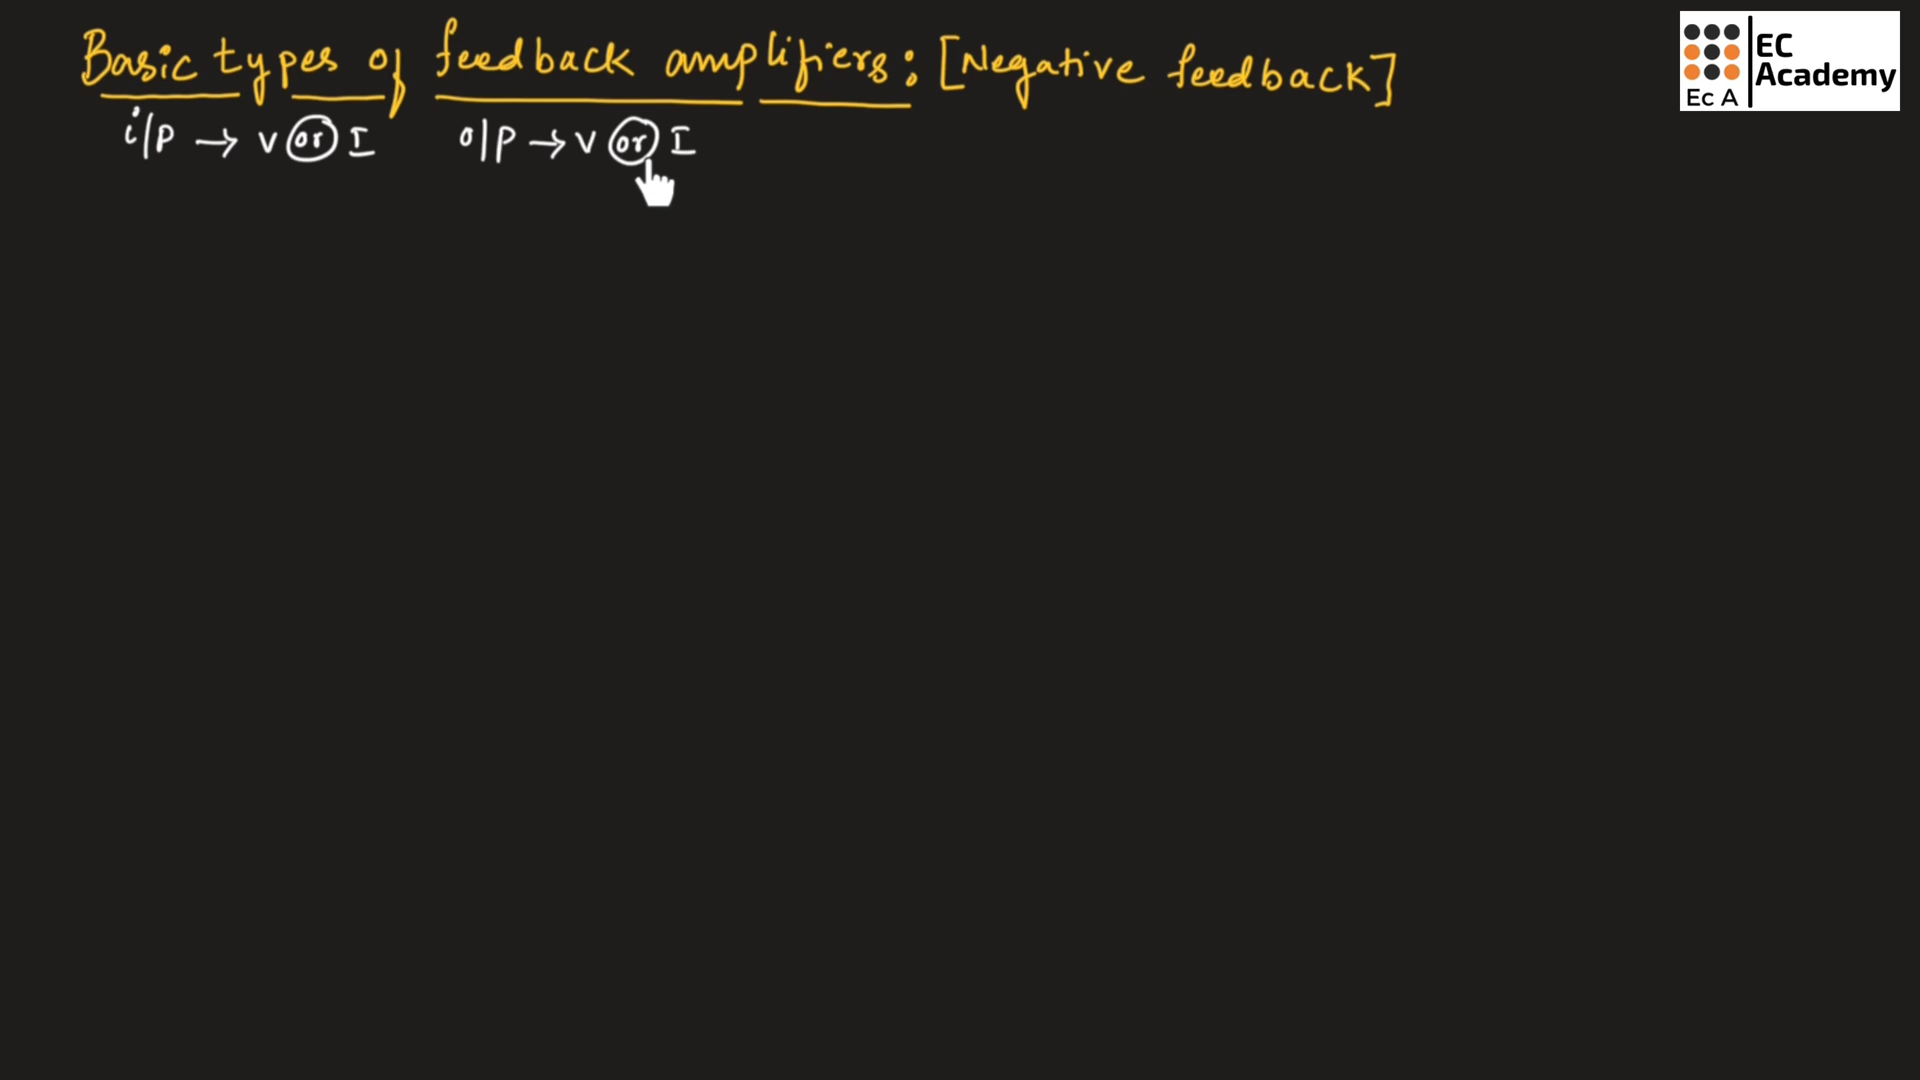 Basic types of feedback amplifiers: [Negative feedback]
i/p → V or I o/p → V or I
EC
Academy
Ec A